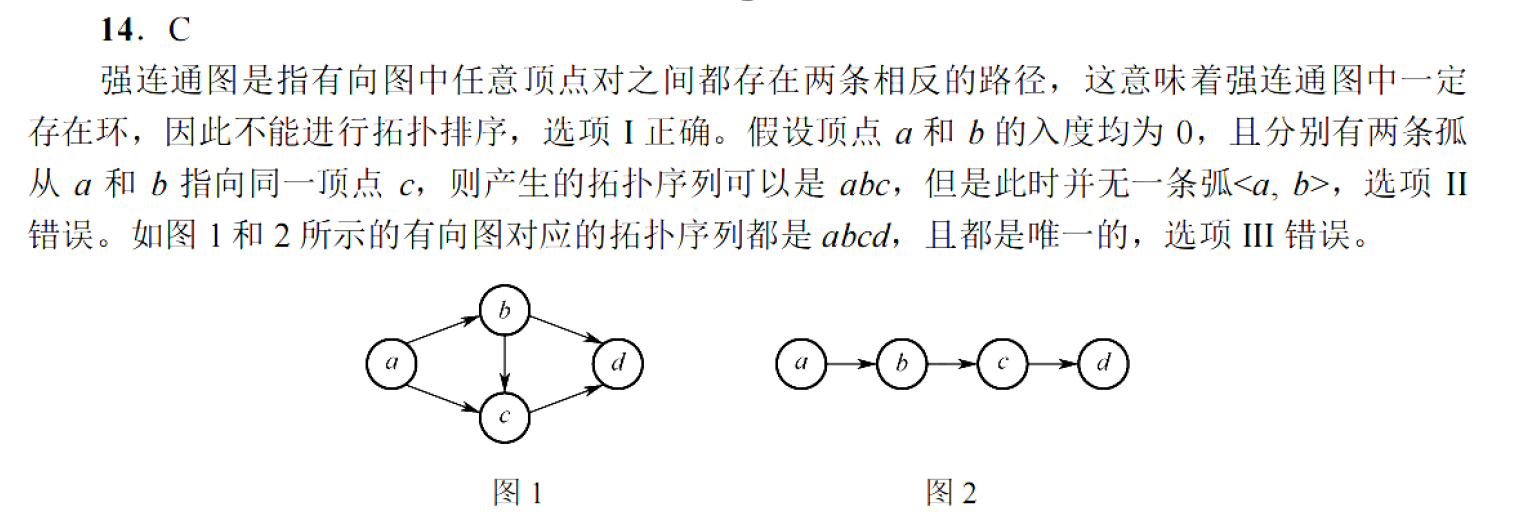 14．C
强连通图是指有向图中任意顶点对之间都存在两条相反的路径，这意味着强连通图中一定
存在环，因此不能进行拓扑排序，选项 I 正确。假设顶点 a 和 b 的入度均为 0，且分别有两条孤
从 a 和 b 指向同一顶点 c，则产生的拓扑序列可以是 abc，但是此时并无一条弧<a, b>，选项 II
错误。如图 1 和 2 所示的有向图对应的拓扑序列都是 abcd，且都是唯一的，选项 III 错误。
b
a
d
c
a b c d
图 1 图 2